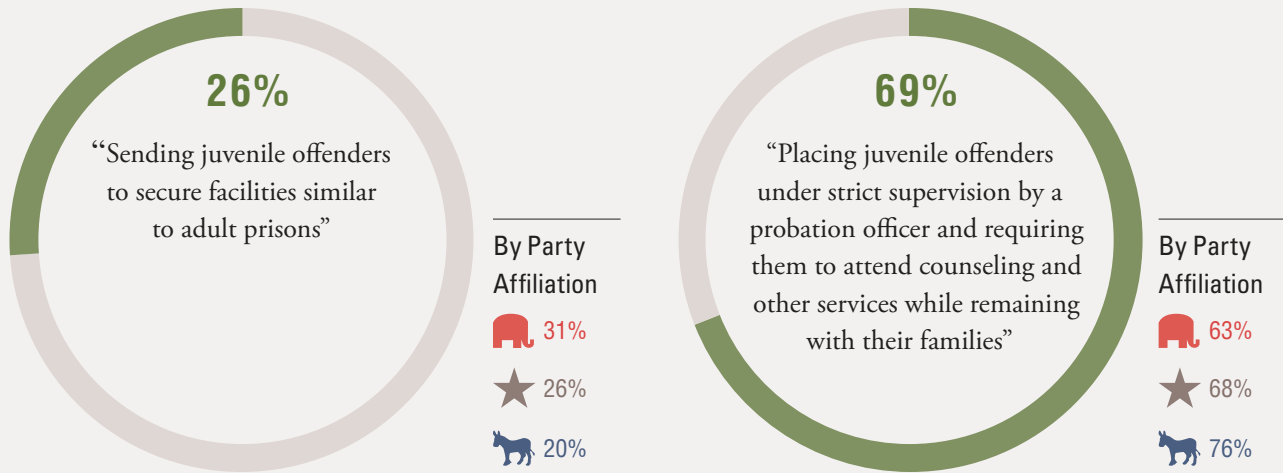 26%
“Sending juvenile offenders
to secure facilities similar
to adult prisons”
By Party
Affiliation
31%
26%
20%
69%
“Placing juvenile offenders
under strict supervision by a
probation officer and requiring
them to attend counseling and
other services while remaining
with their families”
By Party
Affiliation
63%
68%
76%